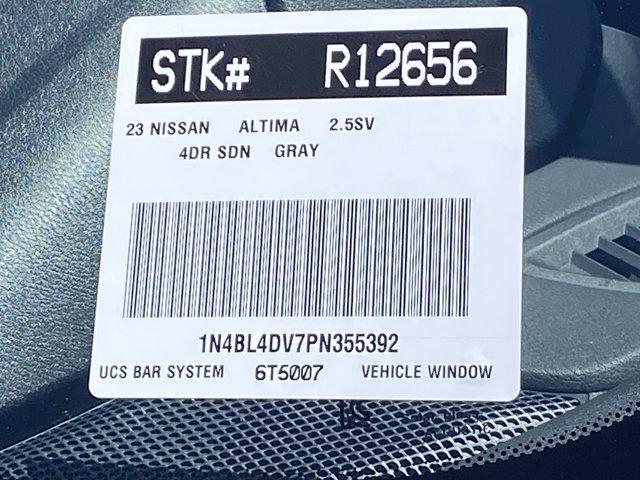 STK# R12656
23 NISSAN ALTIMA 2.5SV
4DR SDN GRAY
1N4BL4DV7PN355392
UCS BAR SYSTEM 6T5007 VEHICLE WINDOW